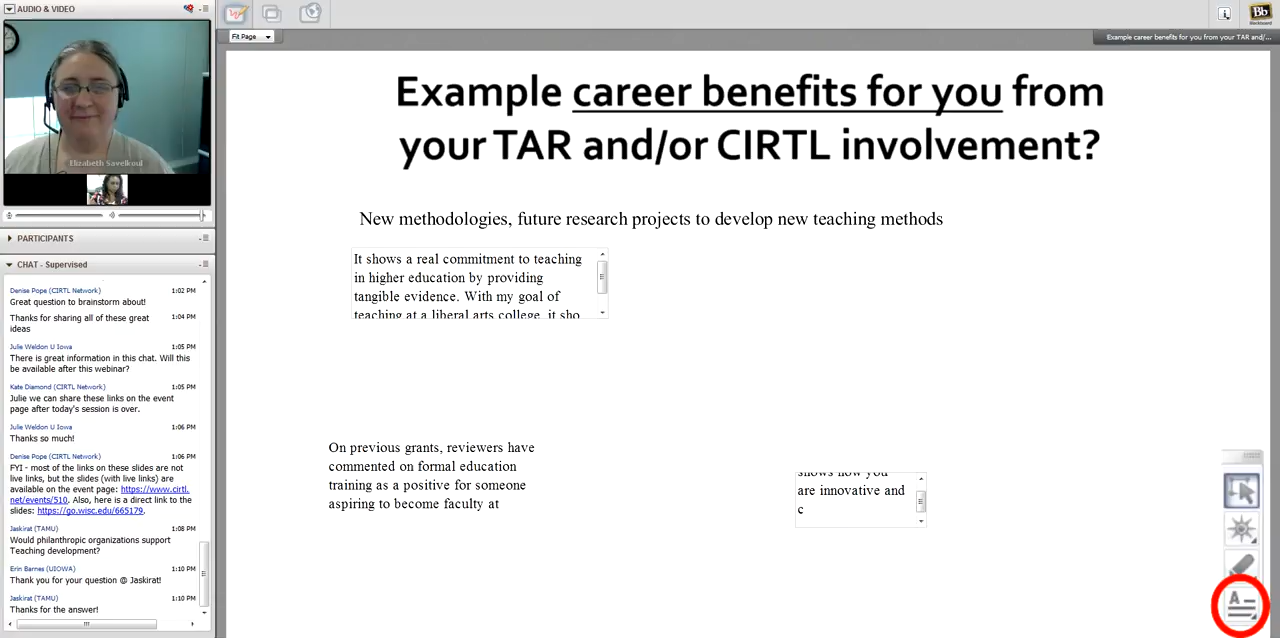 AUDIO & VIDEO
Elizabeth Savelkoul
PARTICIPANTS
CHAT - Supervised
Denise Pope (CIRTL Network) 1:02 PM
Great question to brainstorm about!
Thanks for sharing all of these great 1:04 PM
ideas
Julie Weldon U Iowa 1:05 PM
There is great information in this chat. Will this
be available after this webinar?
Kate Diamond (CIRTL Network) 1:05 PM
Julie we can share these links on the event
page after today's session is over.
Julie Weldon U Iowa 1:06 PM
Thanks so much!
Denise Pope (CIRTL Network) 1:06 PM
FYI - most of the links on these slides are not
live links, but the slides (with live links) are
available on the event page: https://www.cirtl.
net/events/510. Also, here is a direct link to the
slides: https://go.wisc.edu/665179.
Jaskirat (TAMU) 1:08 PM
Would philanthropic organizations support
Teaching development?
Erin Barnes (UIOWA) 1:10 PM
Thank you for your question @ Jaskirat!
Jaskirat (TAMU) 1:10 PM
Thanks for the answer!
Fit Page
Bb
Blackboard
Example career benefits for you from your TAR and/...
Example career benefits for you from
your TAR and/or CIRTL involvement?
New methodologies, future research projects to develop new teaching methods
It shows a real commitment to teaching
in higher education by providing
tangible evidence. With my goal of
teaching at a liberal arts college, it sho
On previous grants, reviewers have
commented on formal education
training as a positive for someone
aspiring to become faculty at
shows how you
are innovative and
c
A